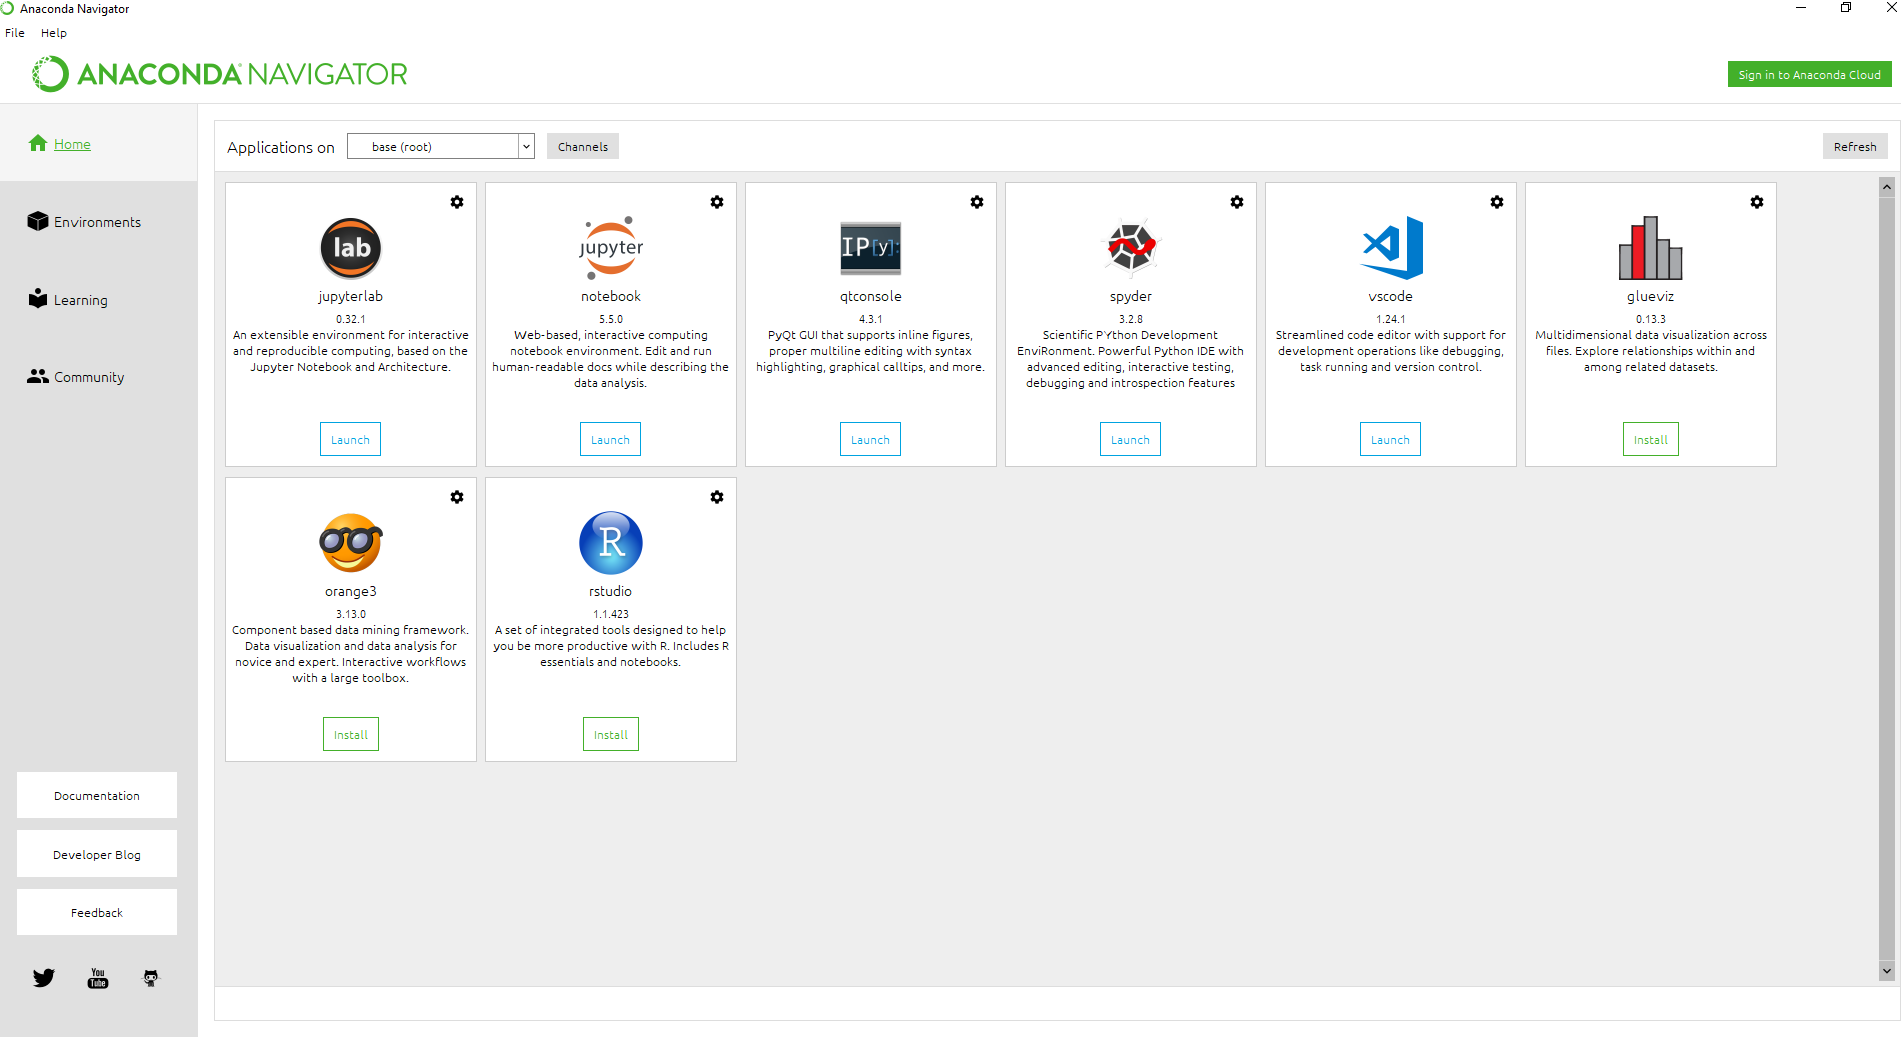 Anaconda Navigator
File Help
ANACONDA NAVIGATOR
Sign in to Anaconda Cloud
Home
Environments
Learning
Community
Documentation
Developer Blog
Feedback
You
Tube
Applications on base (root) Channels Refresh
lab
jupyterlab
0.32.1
An extensible environment for interactive
and reproducible computing, based on the
Jupyter Notebook and Architecture.
Launch
jupyter
notebook
5.5.0
Web-based, interactive computing
notebook environment. Edit and run
human-readable docs while describing the
data analysis.
Launch
IP[y]:
qtconsole
4.3.1
PyQt GUI that supports inline figures,
proper multiline editing with syntax
highlighting, graphical calltips, and more.
Launch
spyder
3.2.8
Scientific PYthon Development
EnviRonment. Powerful Python IDE with
advanced editing, interactive testing,
debugging and introspection features
Launch
vscode
1.24.1
Streamlined code editor with support for
development operations like debugging,
task running and version control.
Launch
glueviz
0.13.3
Multidimensional data visualization across
files. Explore relationships within and
among related datasets.
Install
orange3
3.13.0
Component based data mining framework.
Data visualization and data analysis for
novice and expert. Interactive workflows
with a large toolbox.
Install
R
rstudio
1.1.423
A set of integrated tools designed to help
you be more productive with R. Includes R
essentials and notebooks.
Install